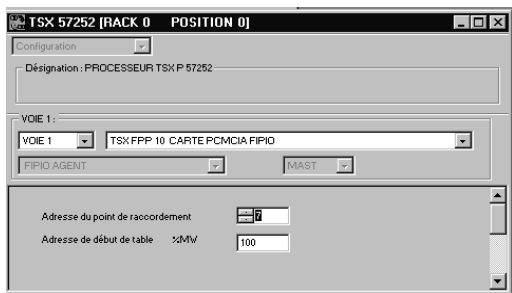 TSX 57252 [RACK 0 POSITION 0]
Configuration
Désignation : PROCESSEUR TSX P 57252
VOIE 1 :
VOIE 1 TSX FPP 10 CARTE PCMCIA FIPIO
FIPIO AGENT MAST
Adresse du point de raccordement 7
Adresse de début de table %MW 100